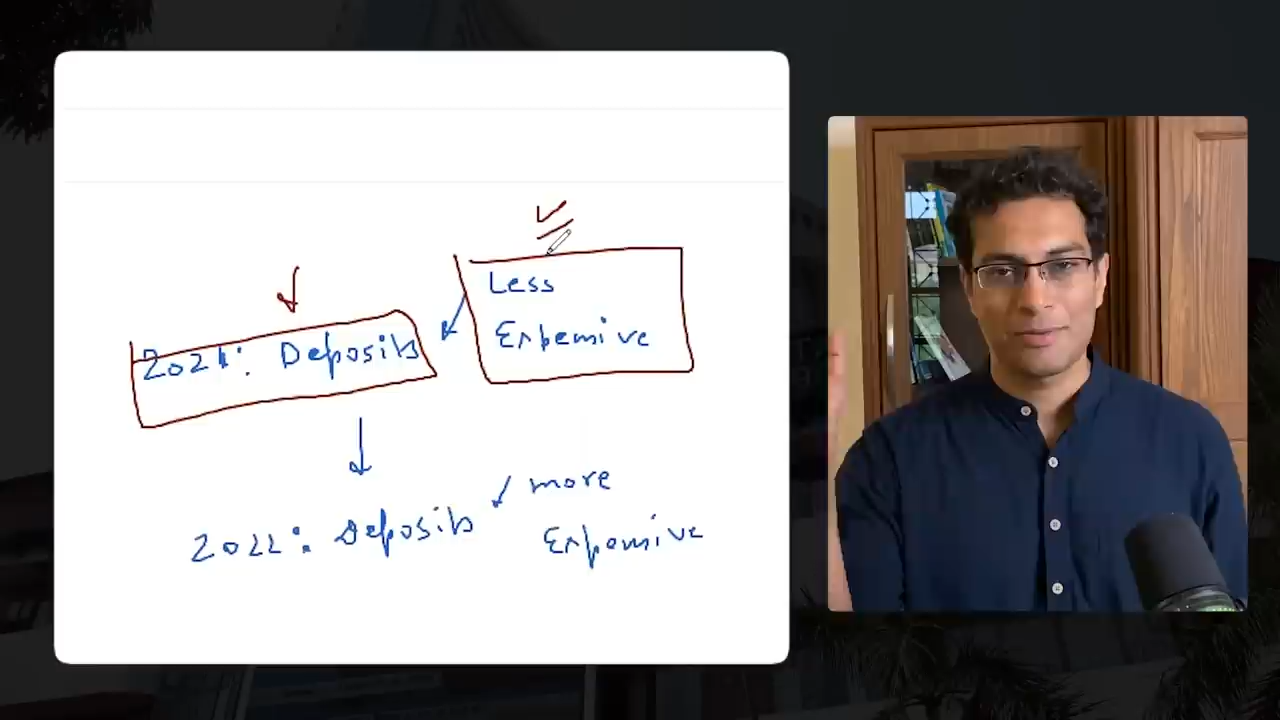 Less
2021: Deposits
Expensive
more
2022: Deposits
Expensive